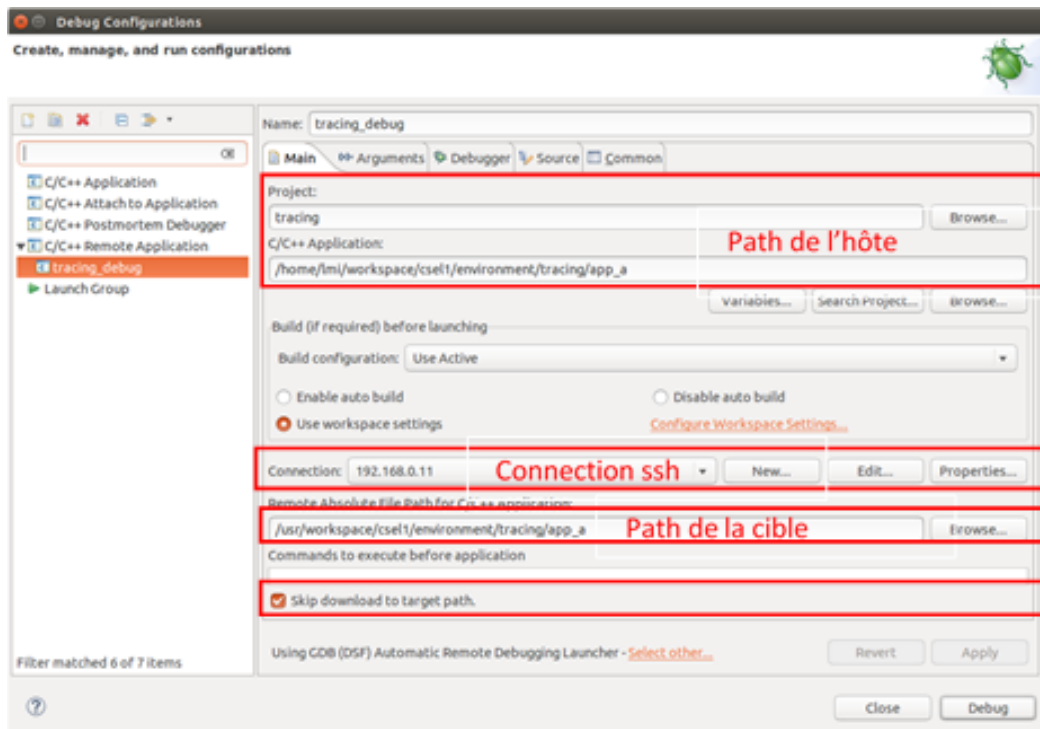 Debug Configurations
Create, manage, and run configurations
Name: tracing_debug
Main Arguments Debugger Source Common
C/C++ Application
C/C++ Attach to Application
C/C++ Postmortem Debugger
C/C++ Remote Application
tracing_debug
Launch Group
Filter matched 6 of 7 items
Project:
tracing Browse...
Path de l'hôte
C/C++ Application:
/home/lmi/workspace/csel1/environment/tracing/app_a
Variables... Search Project... Browse...
Build (if required) before launching
Build configuration: Use Active
Enable auto build Disable auto build
Use workspace settings Configure Workspace Settings...
Connection: 192.168.0.11 Connection ssh New... Edit... Properties...
Remote Absolute File Path for C/C++ Application:
/usr/workspace/csel1/environment/tracing/app_a Path de la cible Browse...
Commands to execute before application
Skip download to target path.
Using GDB (DSF) Automatic Remote Debugging Launcher - Select other... Revert Apply
Close Debug